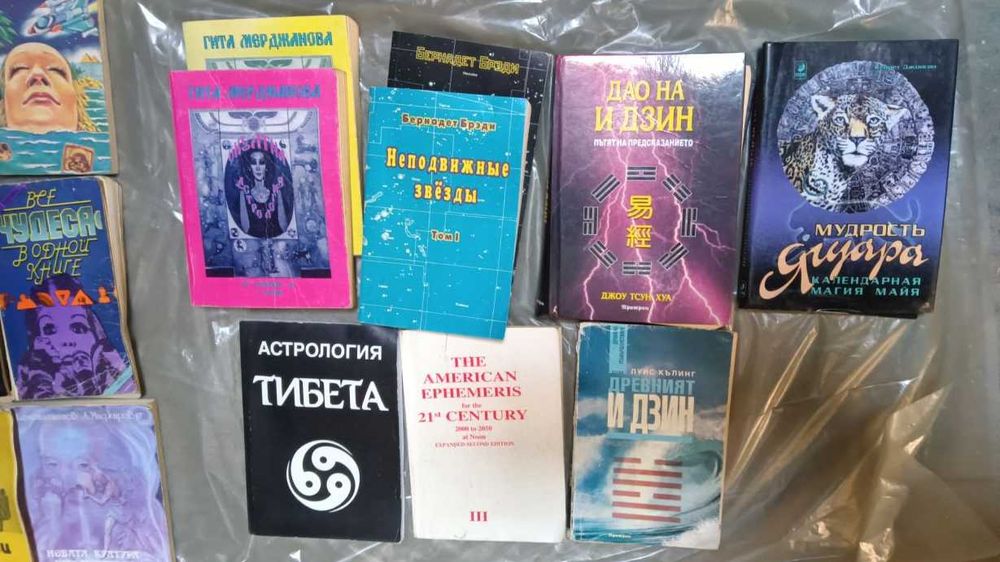 ГИТА МЕРДЖАНОВА
ГИТА МЕРДЖАНОВА
БЕРНАДЕТ БРЭДИ
Бернадет Брэди
Неподвижные
звёзды
Том I
ДАО НА
И ДЗИН
ПЪТЯТ НА ПРЕДСКАЗАНИЕТО
易
經
ДЖОУ ТСУН ХУА
МУДРОСТЬ
Ягуара
КАЛЕНДАРНАЯ
МАГИЯ МАЙЯ
ВСЕ
ЧУДЕСА
В ОДНОЙ
КНИГЕ
АСТРОЛОГИЯ
ТИБЕТА
THE
AMERICAN
EPHEMERIS
for the
21st CENTURY
2000 to 2050
at Noon
EXPANDED SECOND EDITION
III
ЛУИС КЪЛИНГ
ДРЕВНИЯТ
И ДЗИН
НОВАТА КУЛТУРА